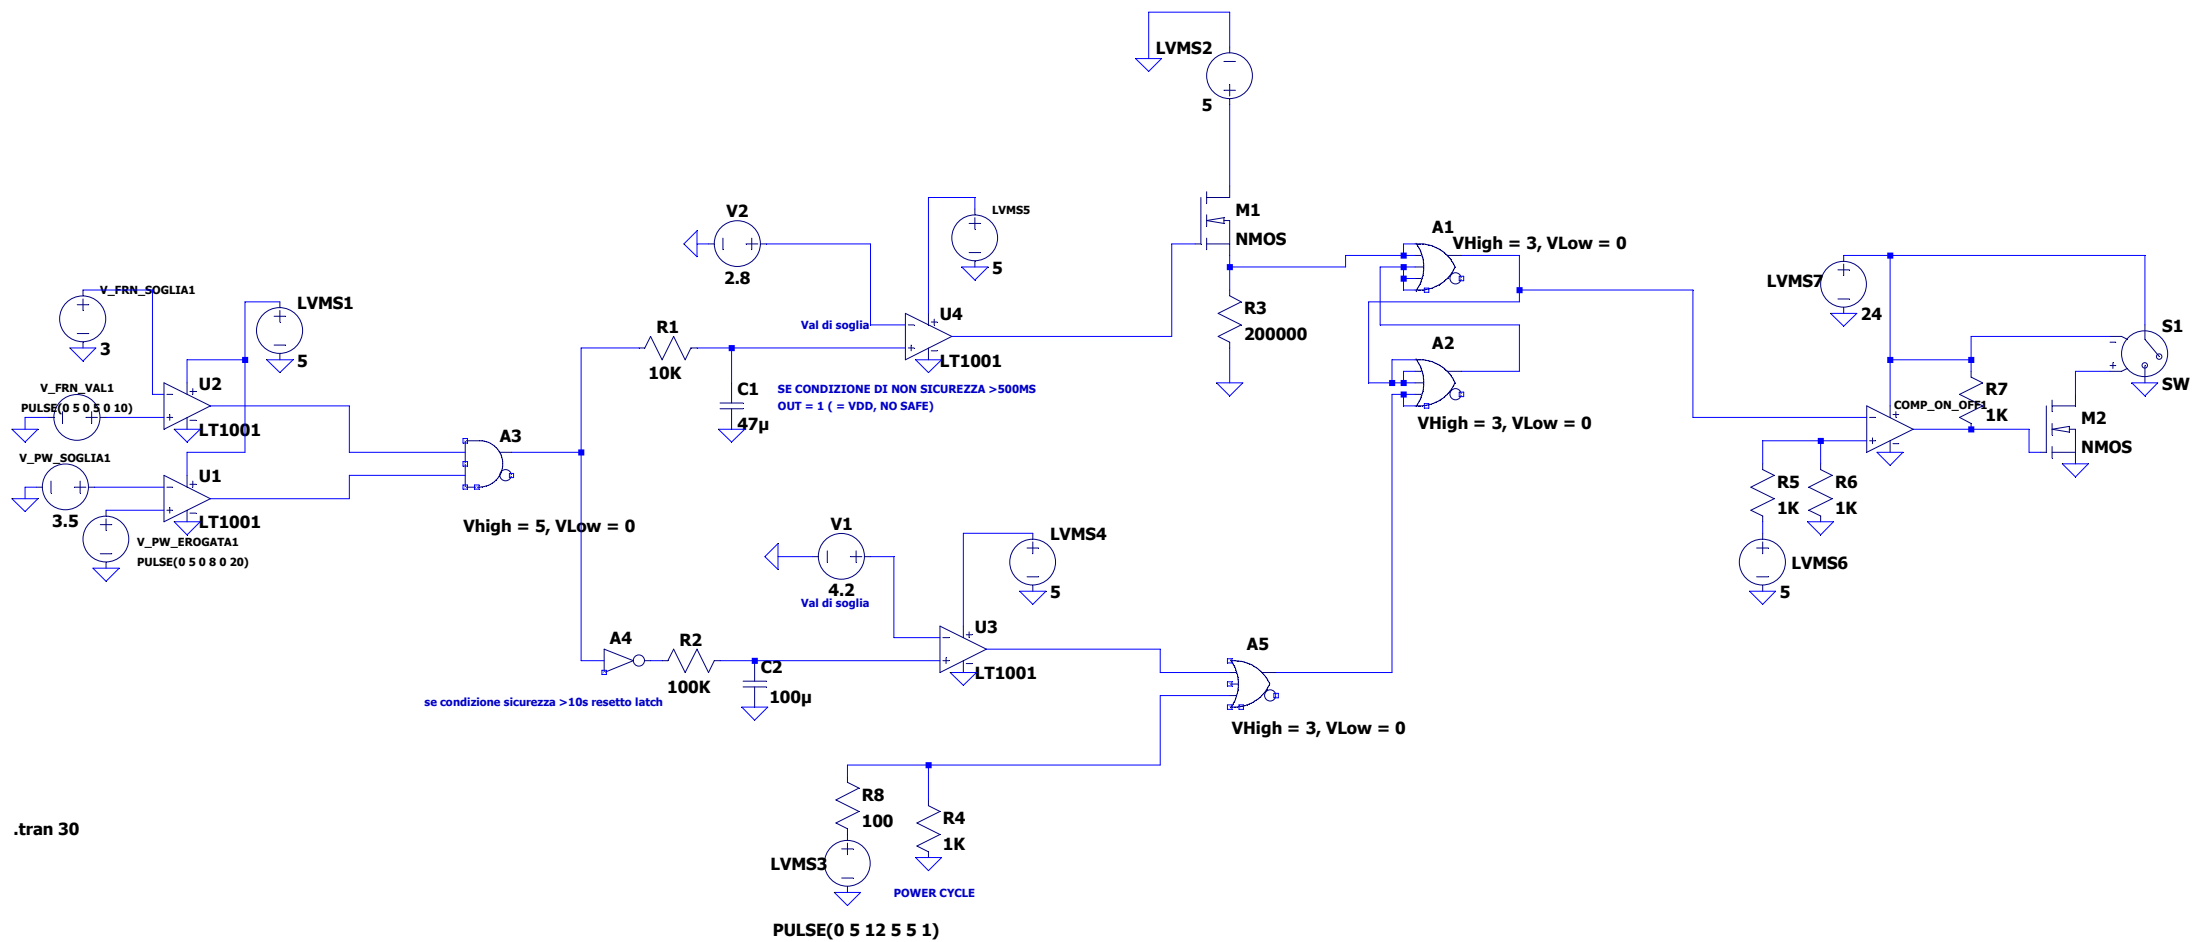 LVMS2
5
M1
NMOS
R3
200000
V2
2.8
LVMS5
5
Val di soglia
U4
LT1001
A1
VHigh = 3, VLow = 0
A2
VHigh = 3, VLow = 0
LVMS7
24
S1
SW
R7
1K
COMP_ON_OFF1
M2
NMOS
R5
1K
R6
1K
LVMS6
5
V_FRN_SOGLIA1
3
LVMS1
5
V_FRN_VAL1
PULSE(0 5 0 5 0 10)
U2
LT1001
V_PW_SOGLIA1
3.5
U1
LT1001
V_PW_EROGATA1
PULSE(0 5 0 8 0 20)
A3
Vhigh = 5, VLow = 0
R1
10K
C1
47µ
SE CONDIZIONE DI NON SICUREZZA >500MS
OUT = 1 ( = VDD, NO SAFE)
V1
4.2
Val di soglia
LVMS4
5
U3
LT1001
A4
R2
100K
C2
100µ
se condizione sicurezza >10s resetto latch
A5
VHigh = 3, VLow = 0
R8
100
R4
1K
LVMS3
POWER CYCLE
PULSE(0 5 12 5 5 1)
.tran 30